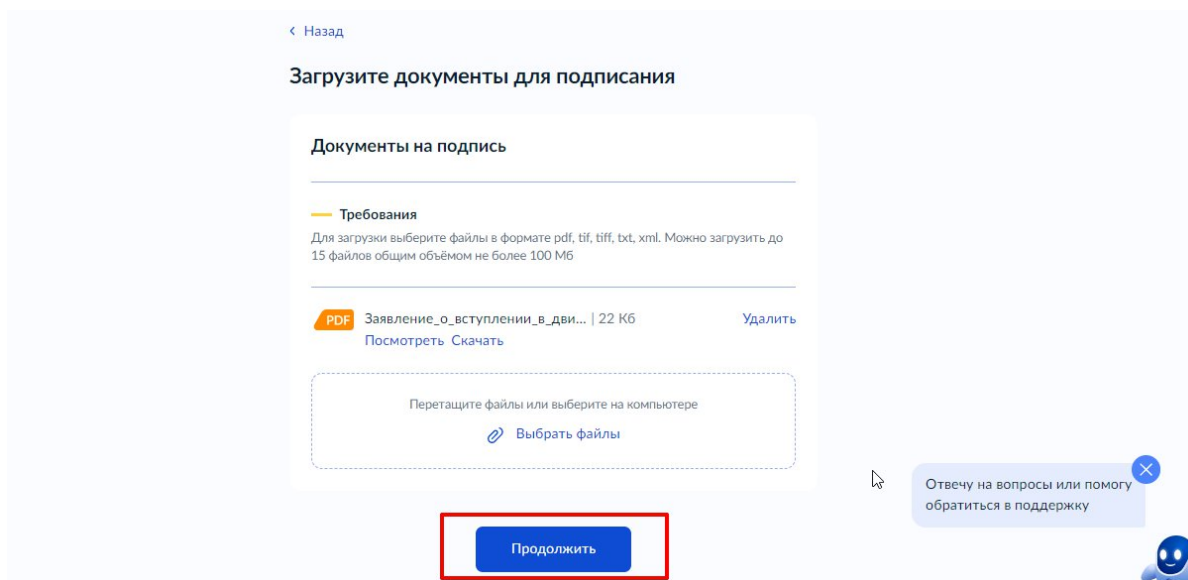 Назад
Загрузите документы для подписания
Документы на подпись
Требования
Для загрузки выберите файлы в формате pdf, tif, tiff, txt, xml. Можно загрузить до
15 файлов общим объёмом не более 100 Мб
PDF Заявление_о_вступлении_в_дви... | 22 Кб Удалить
Посмотреть Скачать
Перетащите файлы или выберите на компьютере
Выбрать файлы
Отвечу на вопросы или помогу
обратиться в поддержку
Продолжить